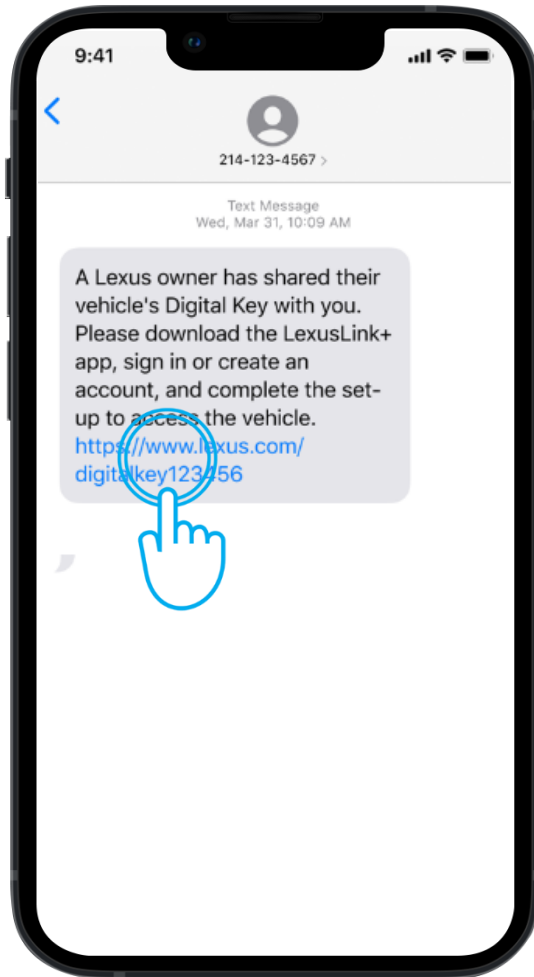 9:41
214-123-4567 >
Text Message
Wed, Mar 31, 10:09 AM
A Lexus owner has shared their
vehicle's Digital Key with you.
Please download the LexusLink+
app, sign in or create an
account, and complete the set-
up to access the vehicle.
https://www.lexus.com/
digitalkey123456